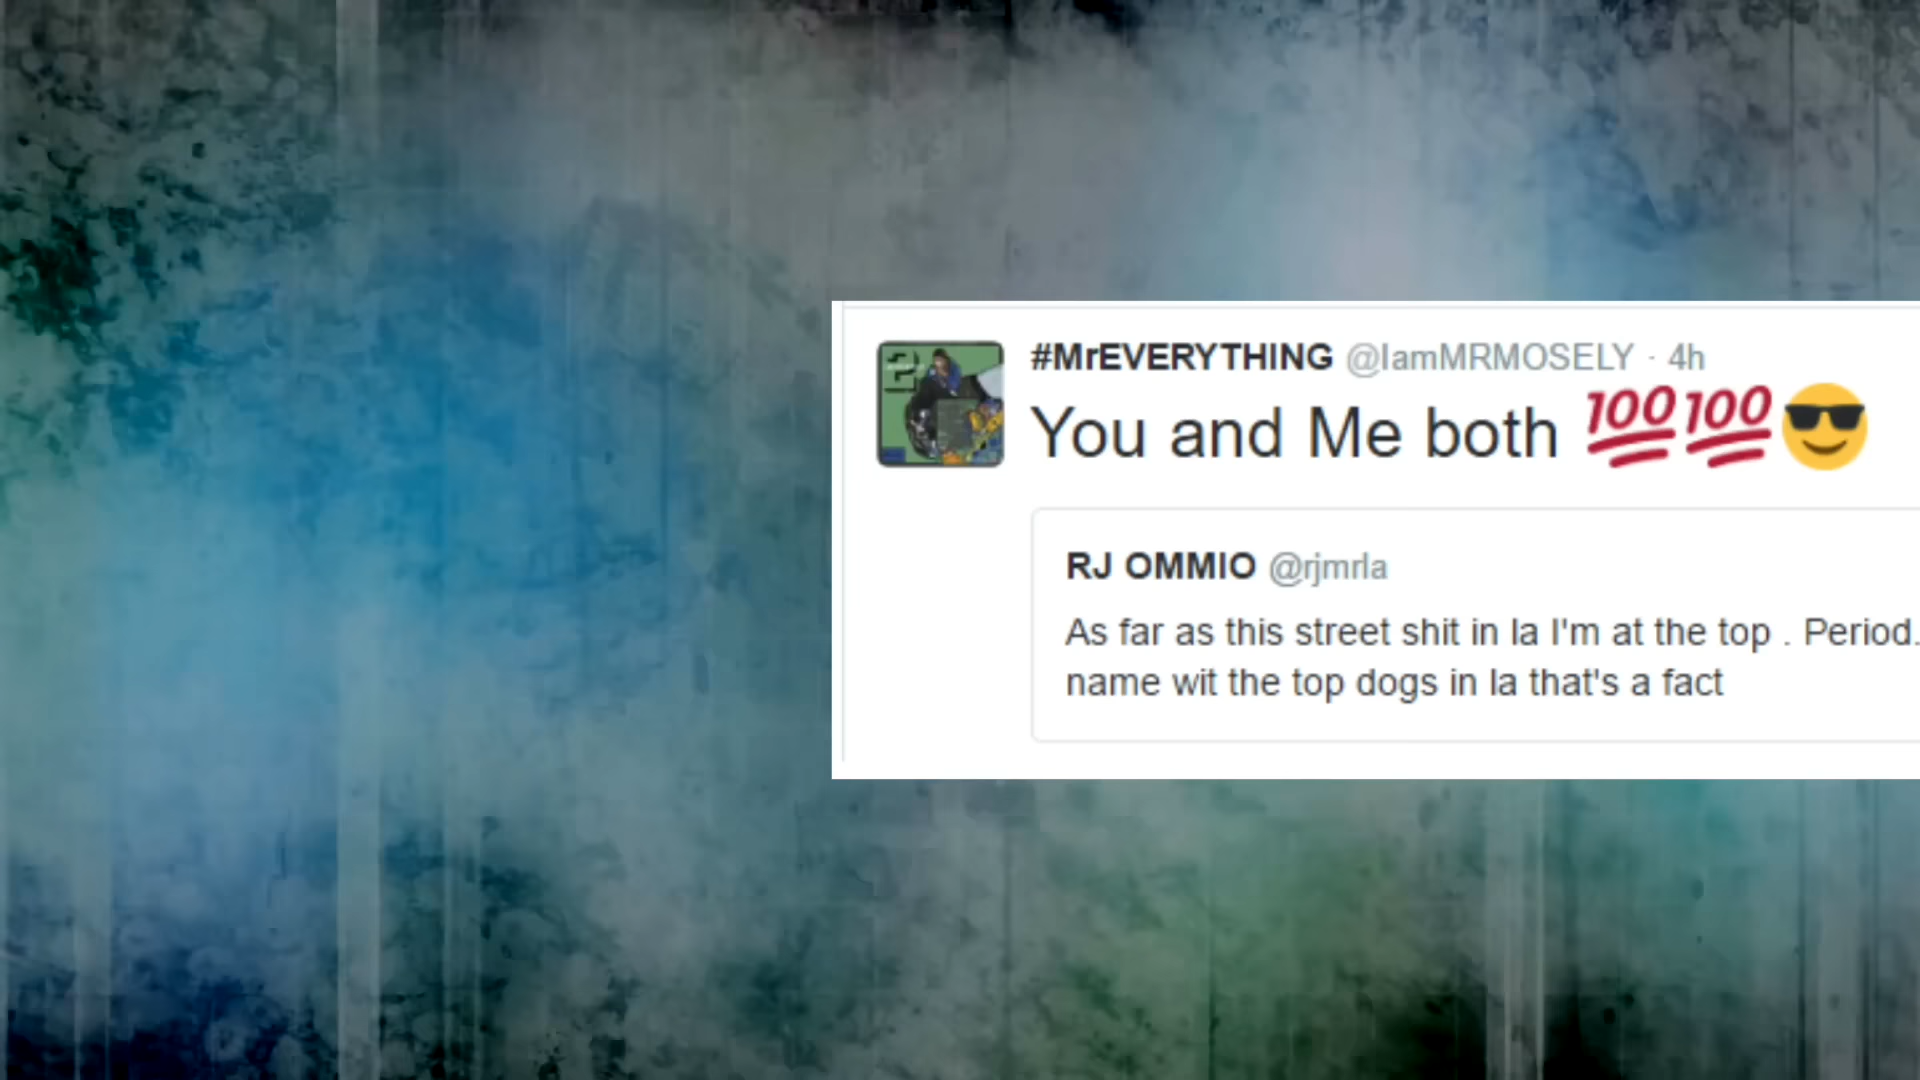 #MrEVERYTHING @IamMRMOSELY · 4h
You and Me both 💯💯😎
RJ OMMIO @rjmrla
As far as this street shit in la I'm at the top . Period.
name wit the top dogs in la that's a fact